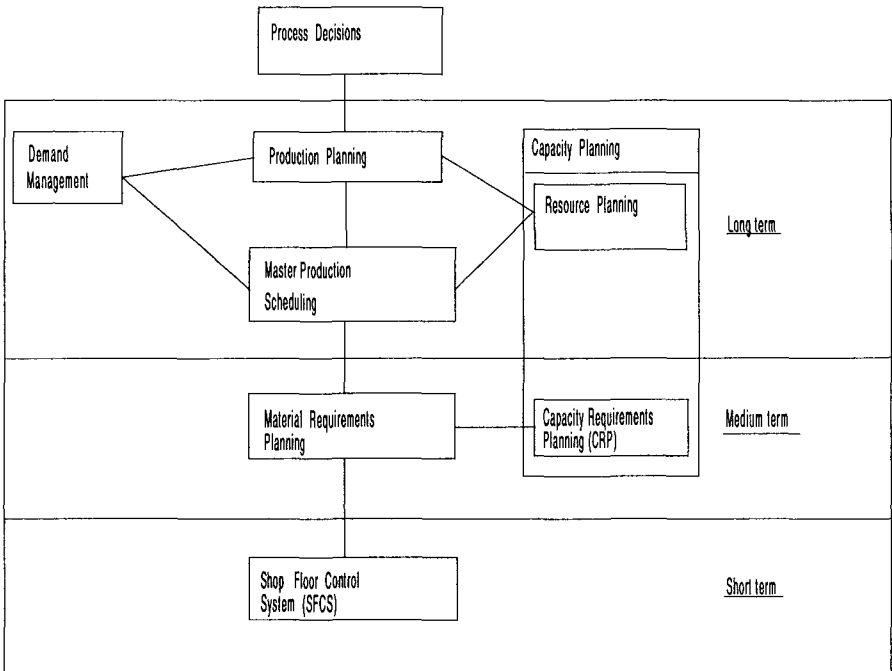 Process Decisions
Demand
Management
Production Planning
Capacity Planning
Resource Planning
Long term
Master Production
Scheduling
Material Requirements
Planning
Capacity Requirements
Planning (CRP)
Medium term
Shop Floor Control
System (SFCS)
Short term